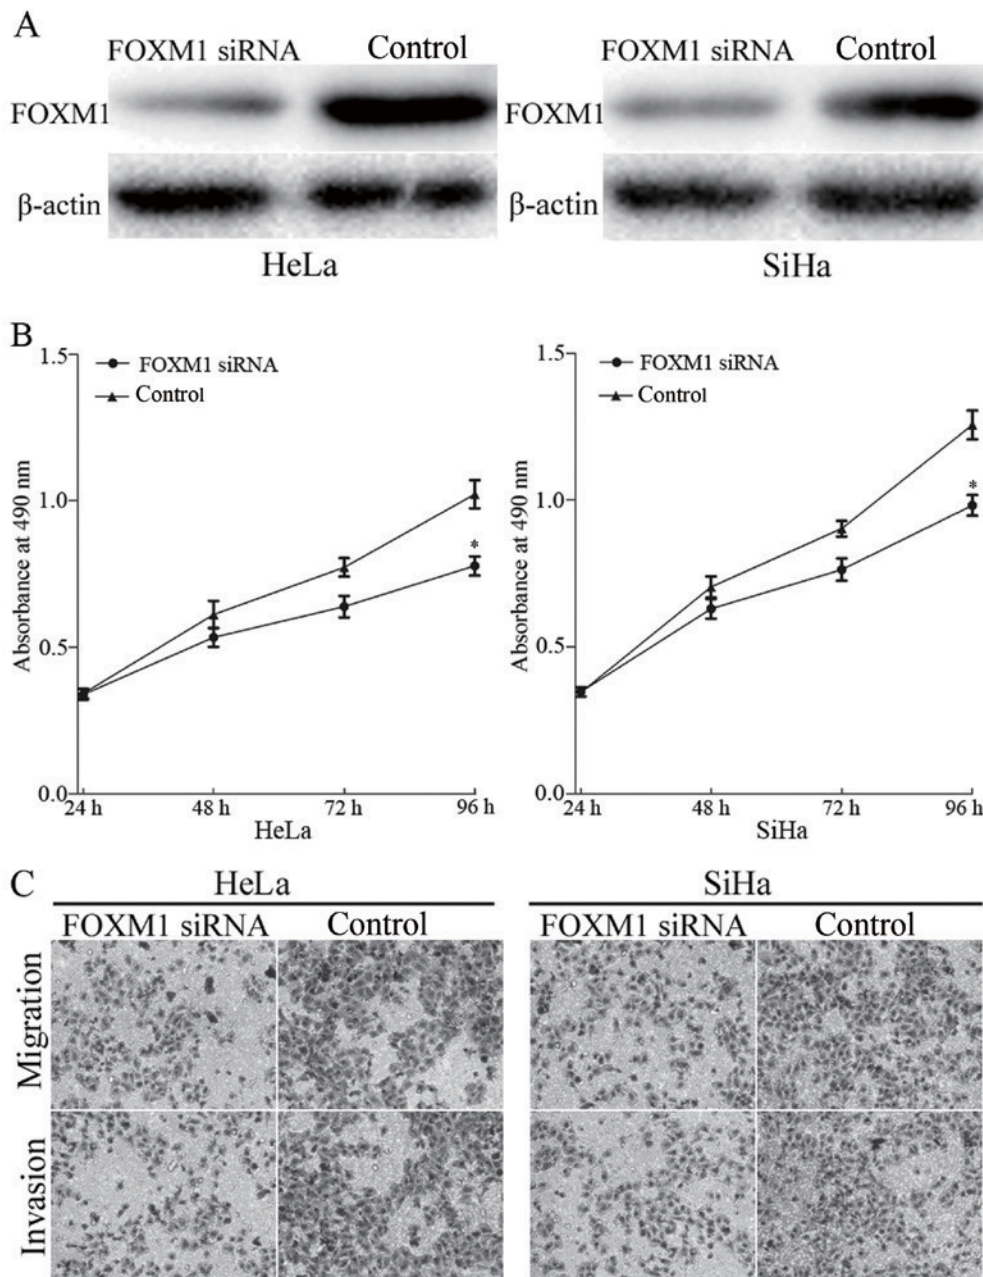 A
FOXM1 siRNA Control FOXM1 siRNA Control
FOXM1 FOXM1
β-actin β-actin
HeLa SiHa
B
1.5 1.5
FOXM1 siRNA FOXM1 siRNA
Control Control
Absorbance at 490 nm Absorbance at 490 nm
1.0 * 1.0 *
0.5 0.5
0.0 0.0
24 h 48 h 72 h 96 h 24 h 48 h 72 h 96 h
HeLa SiHa
C
HeLa SiHa
FOXM1 siRNA Control FOXM1 siRNA Control
Migration
Invasion